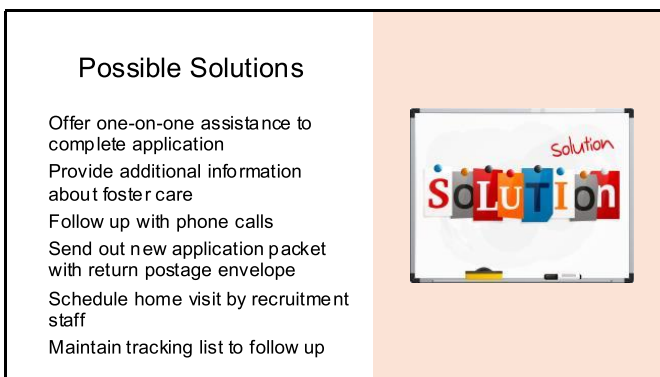 Possible Solutions
Offer one-on-one assistance to
complete application
Provide additional information
about foster care
Follow up with phone calls
Send out new application packet
with return postage envelope
Schedule home visit by recruitment
staff
Maintain tracking list to follow up
solution
SoLUTIon